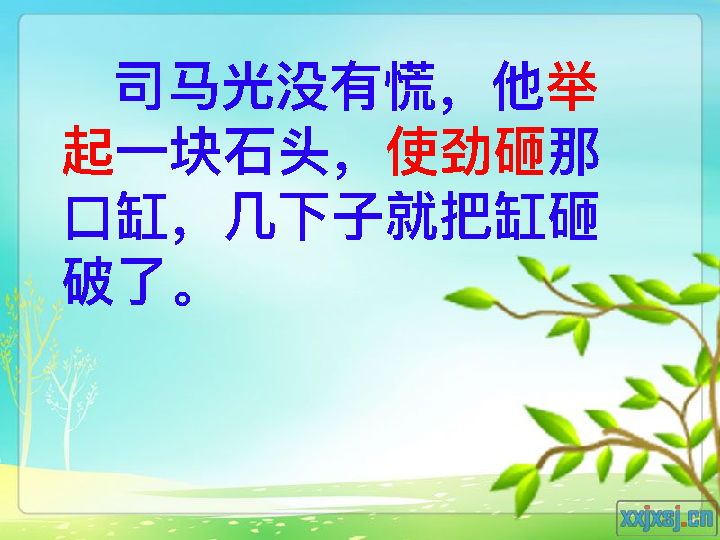 司马光没有慌，他举
起一块石头，使劲砸那
口缸，几下子就把缸砸
破了。
xxjxsj.cn